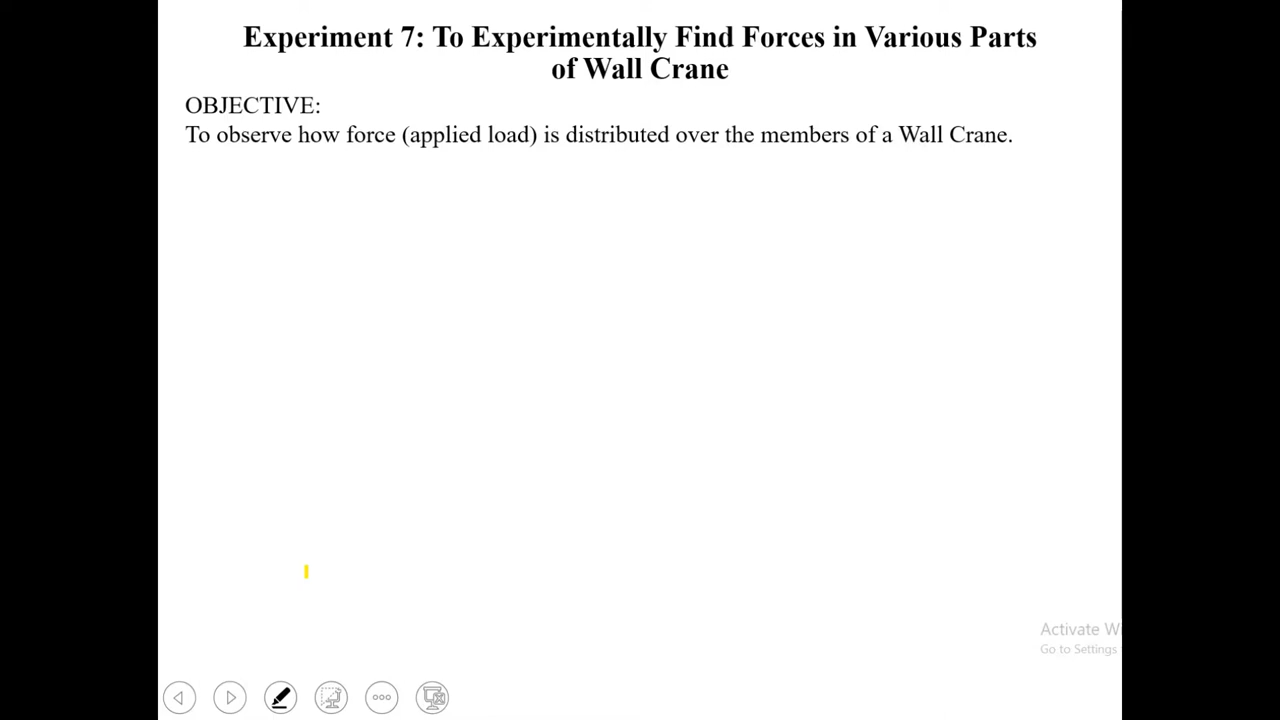 Experiment 7: To Experimentally Find Forces in Various Parts
of Wall Crane
OBJECTIVE:
To observe how force (applied load) is distributed over the members of a Wall Crane.
Activate Wi
Go to Settings